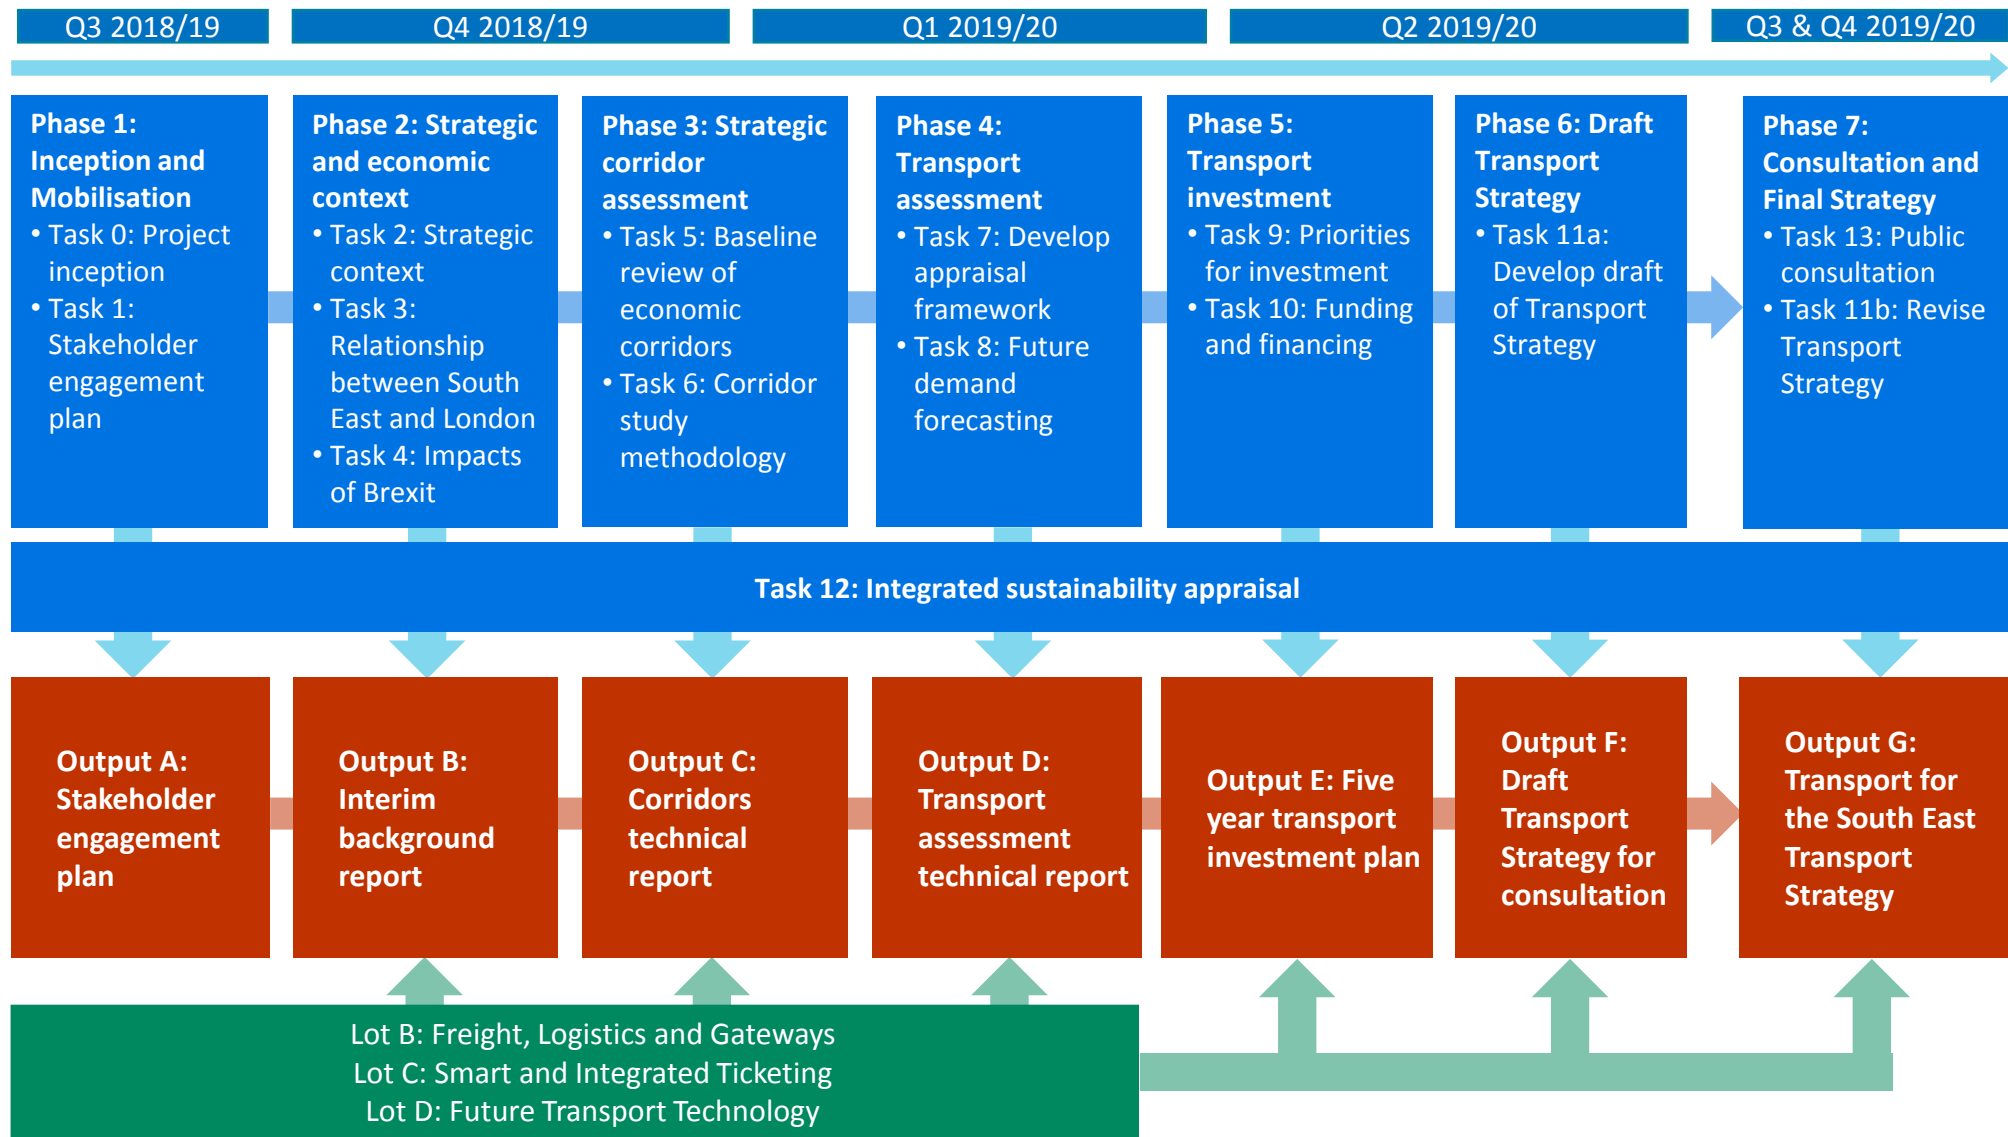 Q3 2018/19
Q4 2018/19
Q1 2019/20
Q2 2019/20
Q3 & Q4 2019/20
Phase 1:
Inception and
Mobilisation
• Task 0: Project
inception
• Task 1:
Stakeholder
engagement
plan
Phase 2: Strategic
and economic
context
• Task 2: Strategic
context
• Task 3:
Relationship
between South
East and London
• Task 4: Impacts
of Brexit
Phase 3: Strategic
corridor
assessment
• Task 5: Baseline
review of
economic
corridors
• Task 6: Corridor
study
methodology
Phase 4:
Transport
assessment
• Task 7: Develop
appraisal
framework
• Task 8: Future
demand
forecasting
Phase 5:
Transport
investment
• Task 9: Priorities
for investment
• Task 10: Funding
and financing
Phase 6: Draft
Transport
Strategy
• Task 11a:
Develop draft
of Transport
Strategy
Phase 7:
Consultation and
Final Strategy
• Task 13: Public
consultation
• Task 11b: Revise
Transport
Strategy
Task 12: Integrated sustainability appraisal
Output A:
Stakeholder
engagement
plan
Output B:
Interim
background
report
Output C:
Corridors
technical
report
Output D:
Transport
assessment
technical report
Output E: Five
year transport
investment plan
Output F:
Draft
Transport
Strategy for
consultation
Output G:
Transport for
the South East
Transport
Strategy
Lot B: Freight, Logistics and Gateways
Lot C: Smart and Integrated Ticketing
Lot D: Future Transport Technology